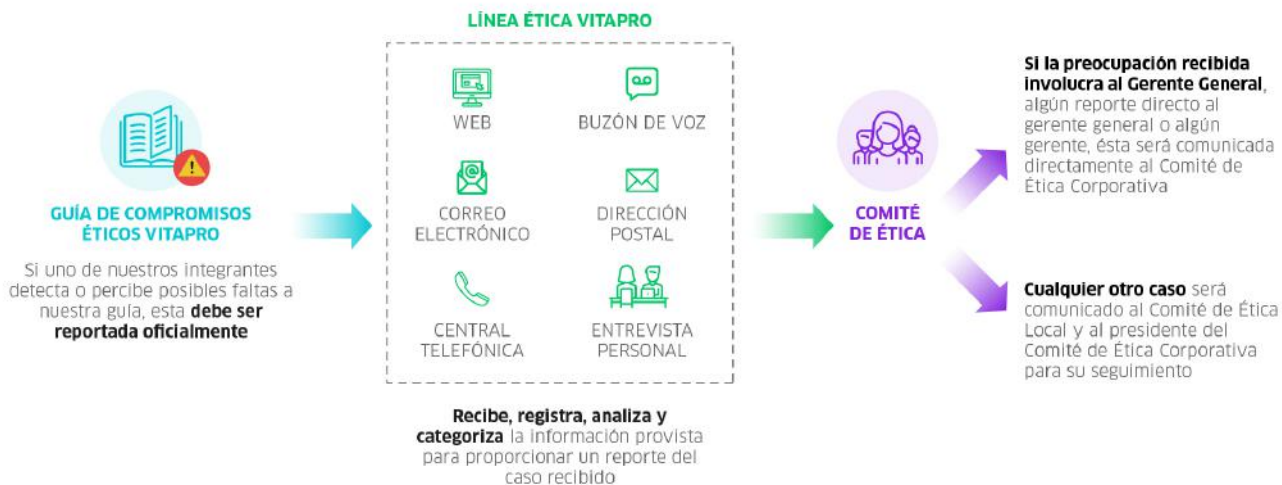 GUÍA DE COMPROMISOS
ÉTICOS VITAPRO
Si uno de nuestros integrantes
detecta o percibe posibles faltas a
nuestra guía, esta debe ser
reportada oficialmente
LÍNEA ÉTICA VITAPRO
WEB
BUZÓN DE VOZ
CORREO
ELECTRÓNICO
DIRECCIÓN
POSTAL
CENTRAL
TELEFÓNICA
ENTREVISTA
PERSONAL
Recibe, registra, analiza y
categoriza la información provista
para proporcionar un reporte del
caso recibido
COMITÉ
DE ÉTICA
Si la preocupación recibida
involucra al Gerente General,
algún reporte directo al
gerente general o algún
gerente, ésta será comunicada
directamente al Comité de
Ética Corporativa
Cualquier otro caso será
comunicado al Comité de Ética
Local y al presidente del
Comité de Ética Corporativa
para su seguimiento